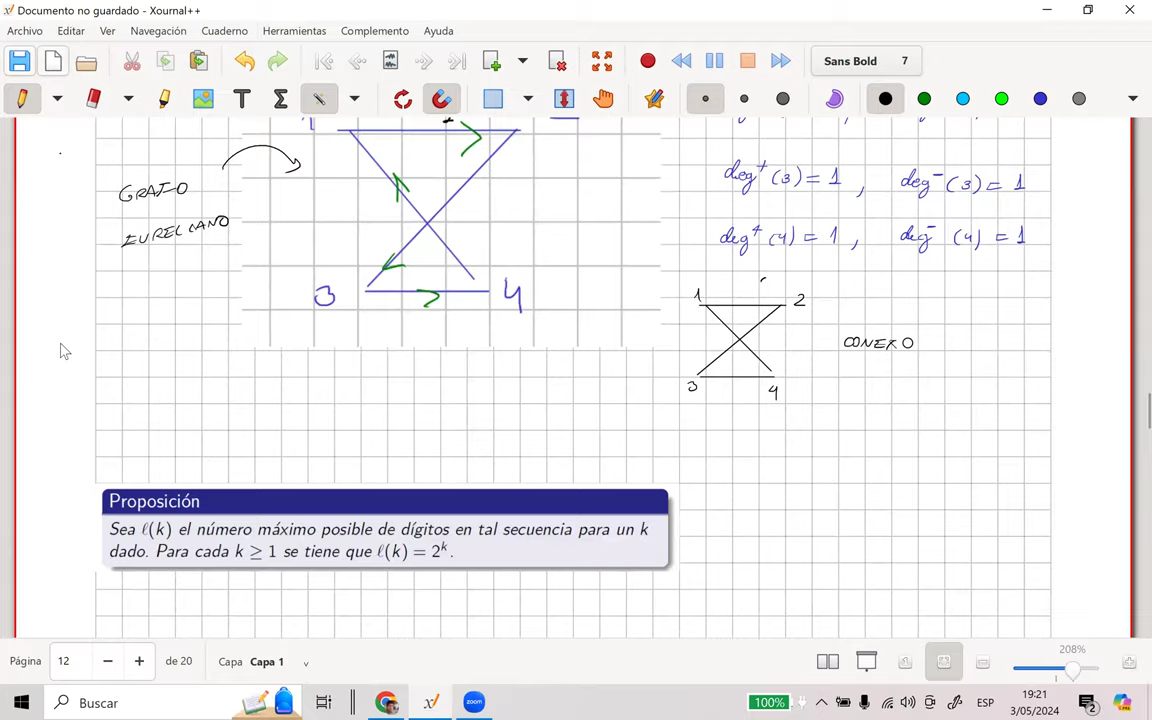 Documento no guardado - Xournal++
Archivo Editar Ver Navegación Cuaderno Herramientas Complemento Ayuda
Sans Bold 7
deg⁺(3) = 1 , deg⁻(3) = 1
GRAFO
EURELIANO
deg⁺(4) = 1 , deg⁻(4) = 1
3 4
1 2
CONEXO
3 4
Proposición
Sea ℓ(k) el número máximo posible de dígitos en tal secuencia para un k
dado. Para cada k ≥ 1 se tiene que ℓ(k) = 2ᵏ.
Página 12 de 20 Capa Capa 1
208%
Buscar
100%
ESP
19:21
3/05/2024
2